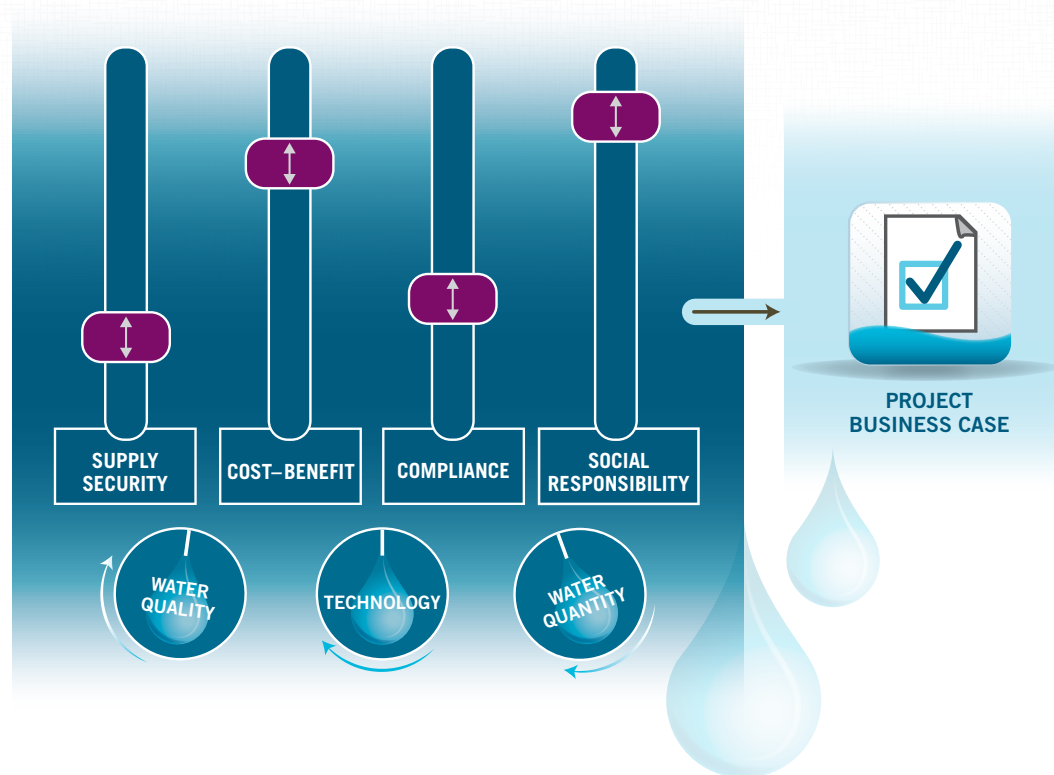 SUPPLY
SECURITY
COST–BENEFIT
COMPLIANCE
SOCIAL
RESPONSIBILITY
PROJECT
BUSINESS CASE
WATER
QUALITY
TECHNOLOGY
WATER
QUANTITY